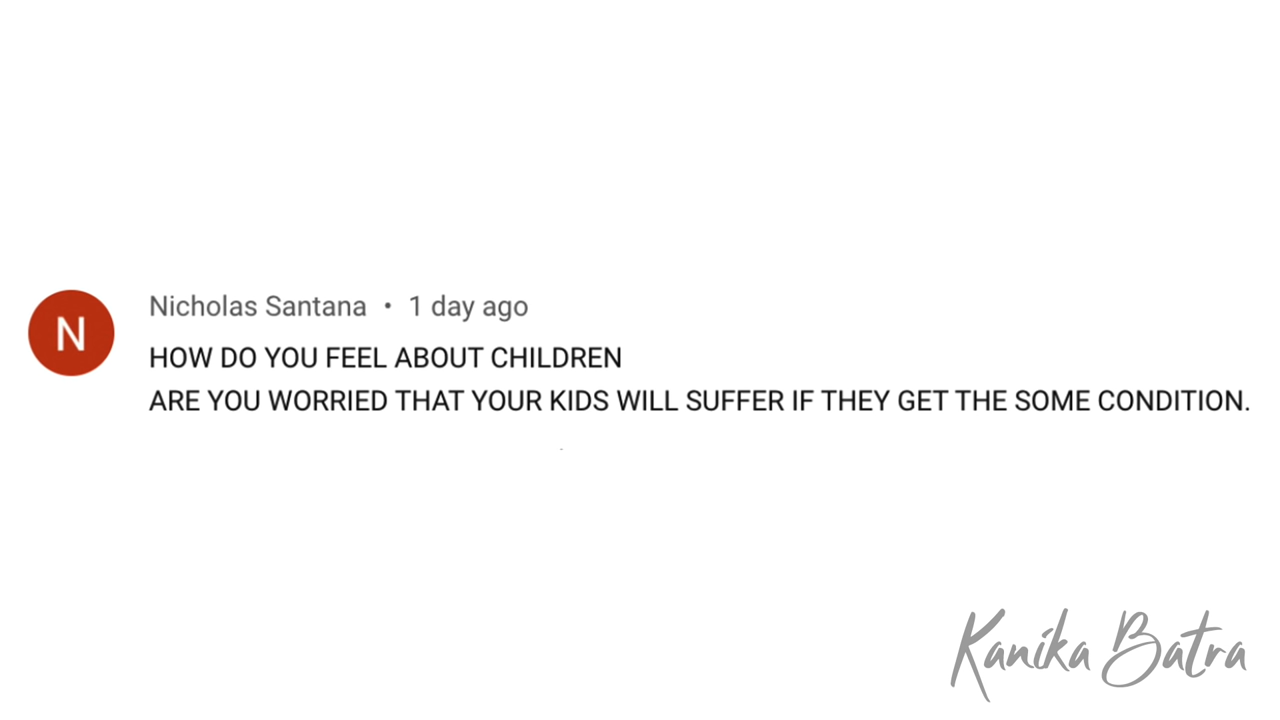 N
Nicholas Santana • 1 day ago
HOW DO YOU FEEL ABOUT CHILDREN
ARE YOU WORRIED THAT YOUR KIDS WILL SUFFER IF THEY GET THE SOME CONDITION.
Kanika Batra